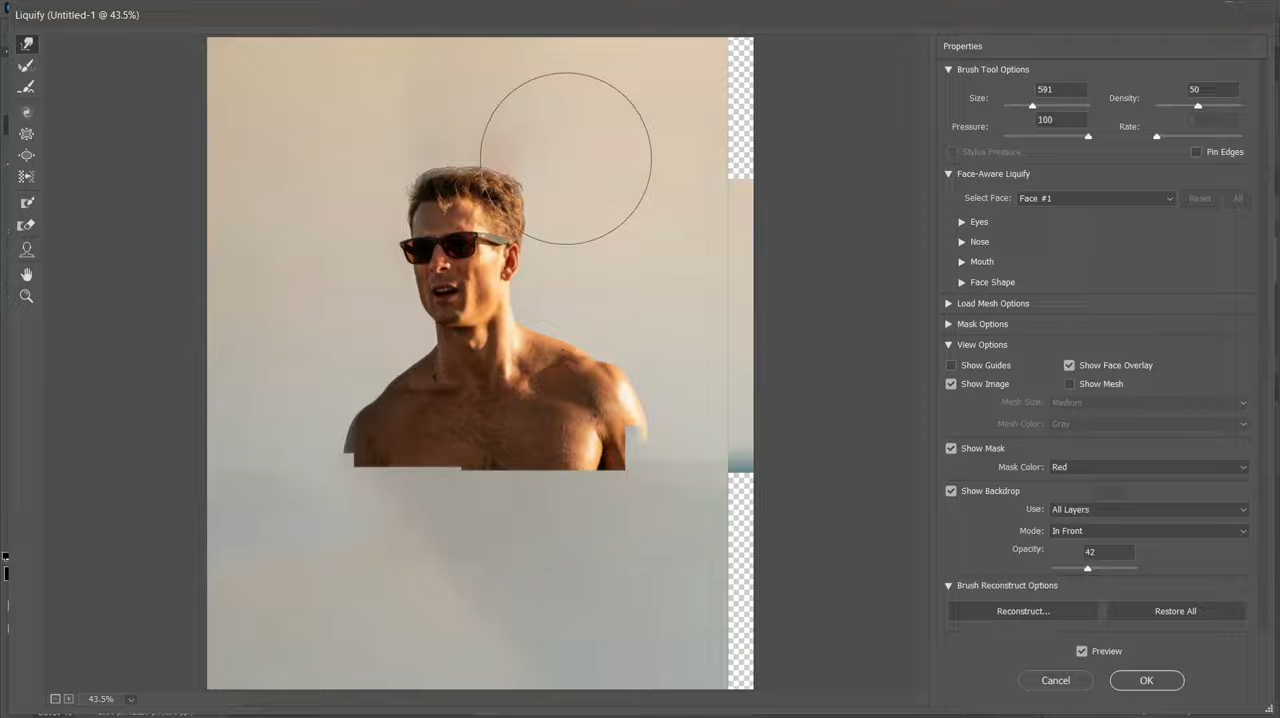 Liquify (Untitled-1 @ 43.5%)
Properties
Brush Tool Options
Size: 591
Density: 50
Pressure: 100
Rate:
Stylus Pressure...
Pin Edges
Face-Aware Liquify
Select Face: Face #1
Reset
All
Eyes
Nose
Mouth
Face Shape
Load Mesh Options
Mask Options
View Options
Show Guides
Show Face Overlay
Show Image
Show Mesh
Mesh Size: Medium
Mesh Color: Gray
Show Mask
Mask Color: Red
Show Backdrop
Use: All Layers
Mode: In Front
Opacity: 42
Brush Reconstruct Options
Reconstruct...
Restore All
Preview
Cancel
OK
43.5%